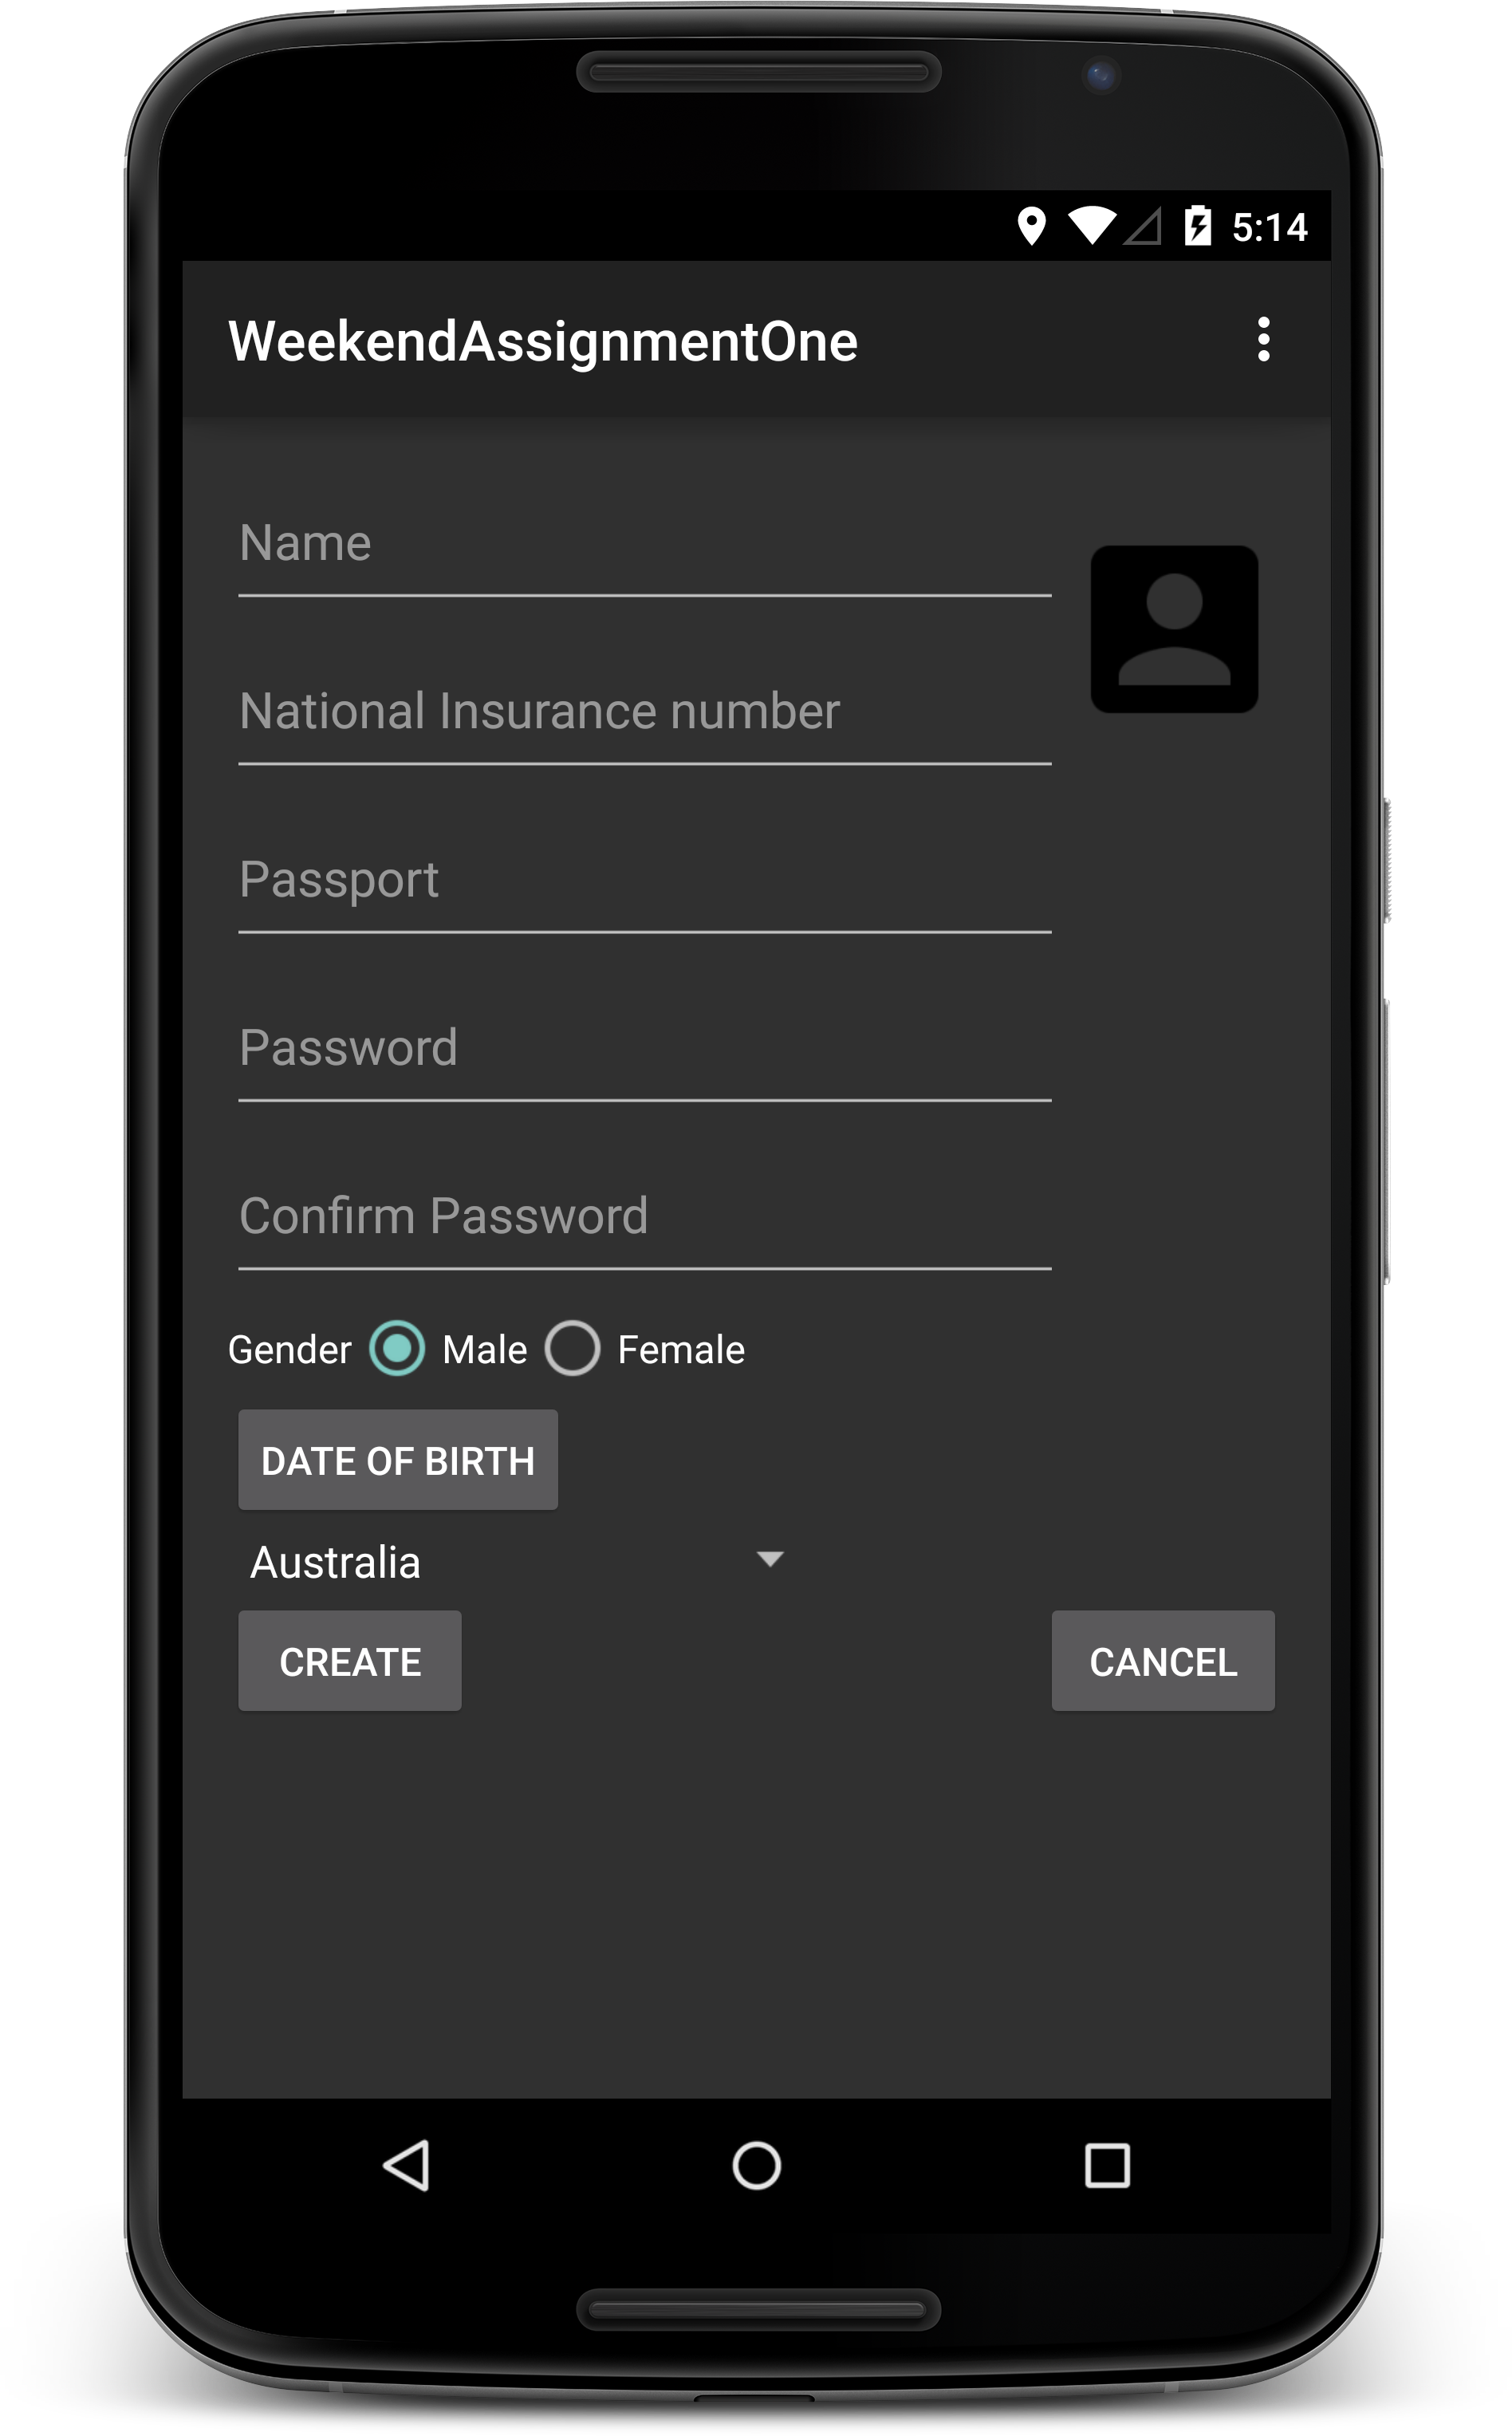 5:14
WeekendAssignmentOne
Name
National Insurance number
Passport
Password
Confirm Password
Gender Male Female
DATE OF BIRTH
Australia
CREATE CANCEL